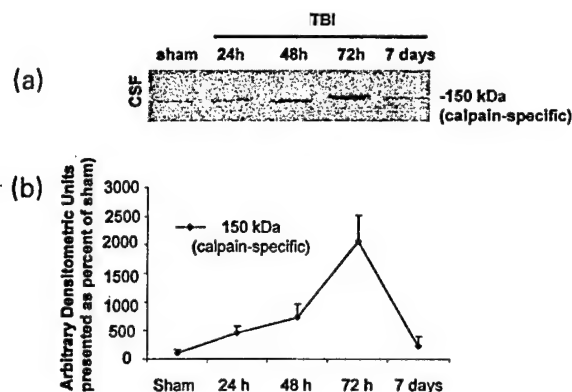 TBI
sham 24h 48h 72h 7 days
(a)
CSF
-150 kDa
(calpain-specific)
(b)
Arbitrary Densitometric Units
presented as percent of sham)
3000
2500
2000
1500
1000
500
0
150 kDa
(calpain-specific)
Sham 24 h 48 h 72 h 7 days